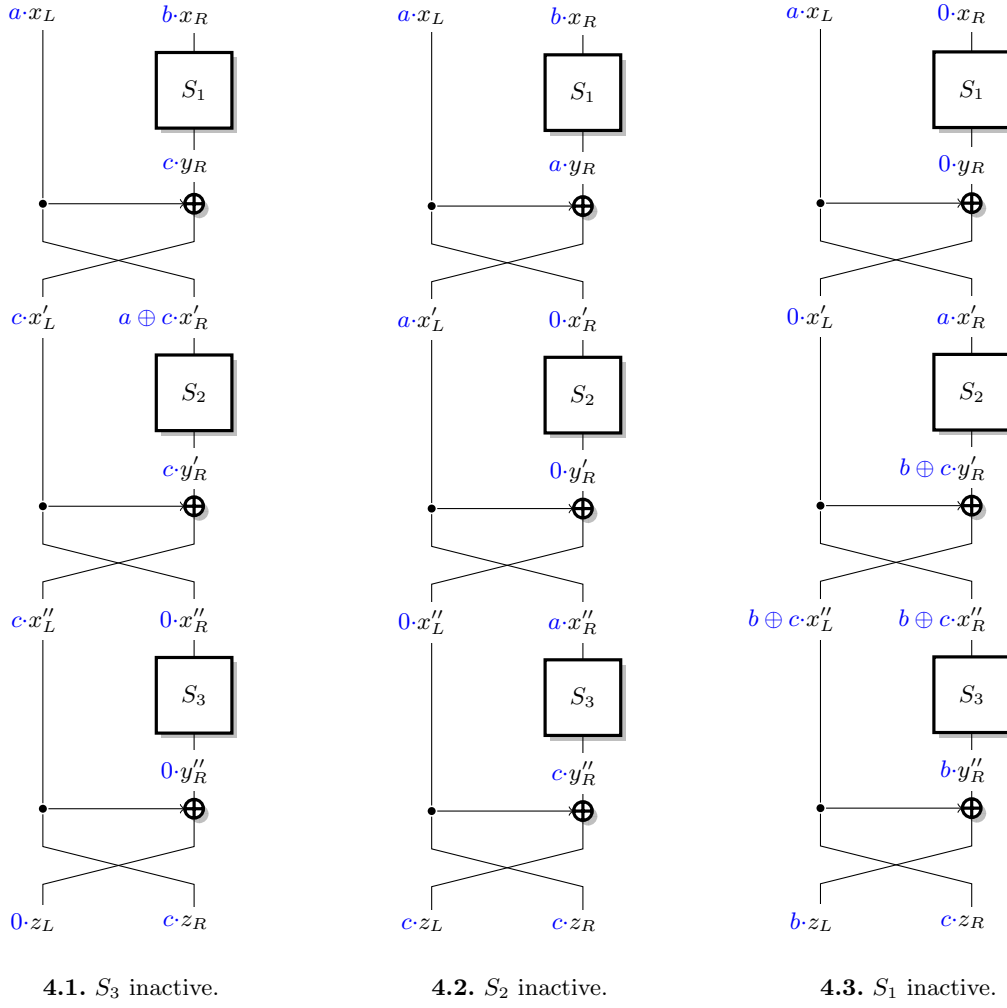 a·x_L b·x_R a·x_L b·x_R a·x_L 0·x_R
S_1 S_1 S_1
c·y_R a·y_R 0·y_R
c·x′_L a ⊕ c·x′_R a·x′_L 0·x′_R 0·x′_L a·x′_R
S_2 S_2 S_2
c·y′_R 0·y′_R b ⊕ c·y′_R
c·x″_L 0·x″_R 0·x″_L a·x″_R b ⊕ c·x″_L b ⊕ c·x″_R
S_3 S_3 S_3
0·y″_R c·y″_R b·y″_R
0·z_L c·z_R c·z_L c·z_R b·z_L c·z_R
4.1. S_3 inactive. 4.2. S_2 inactive. 4.3. S_1 inactive.